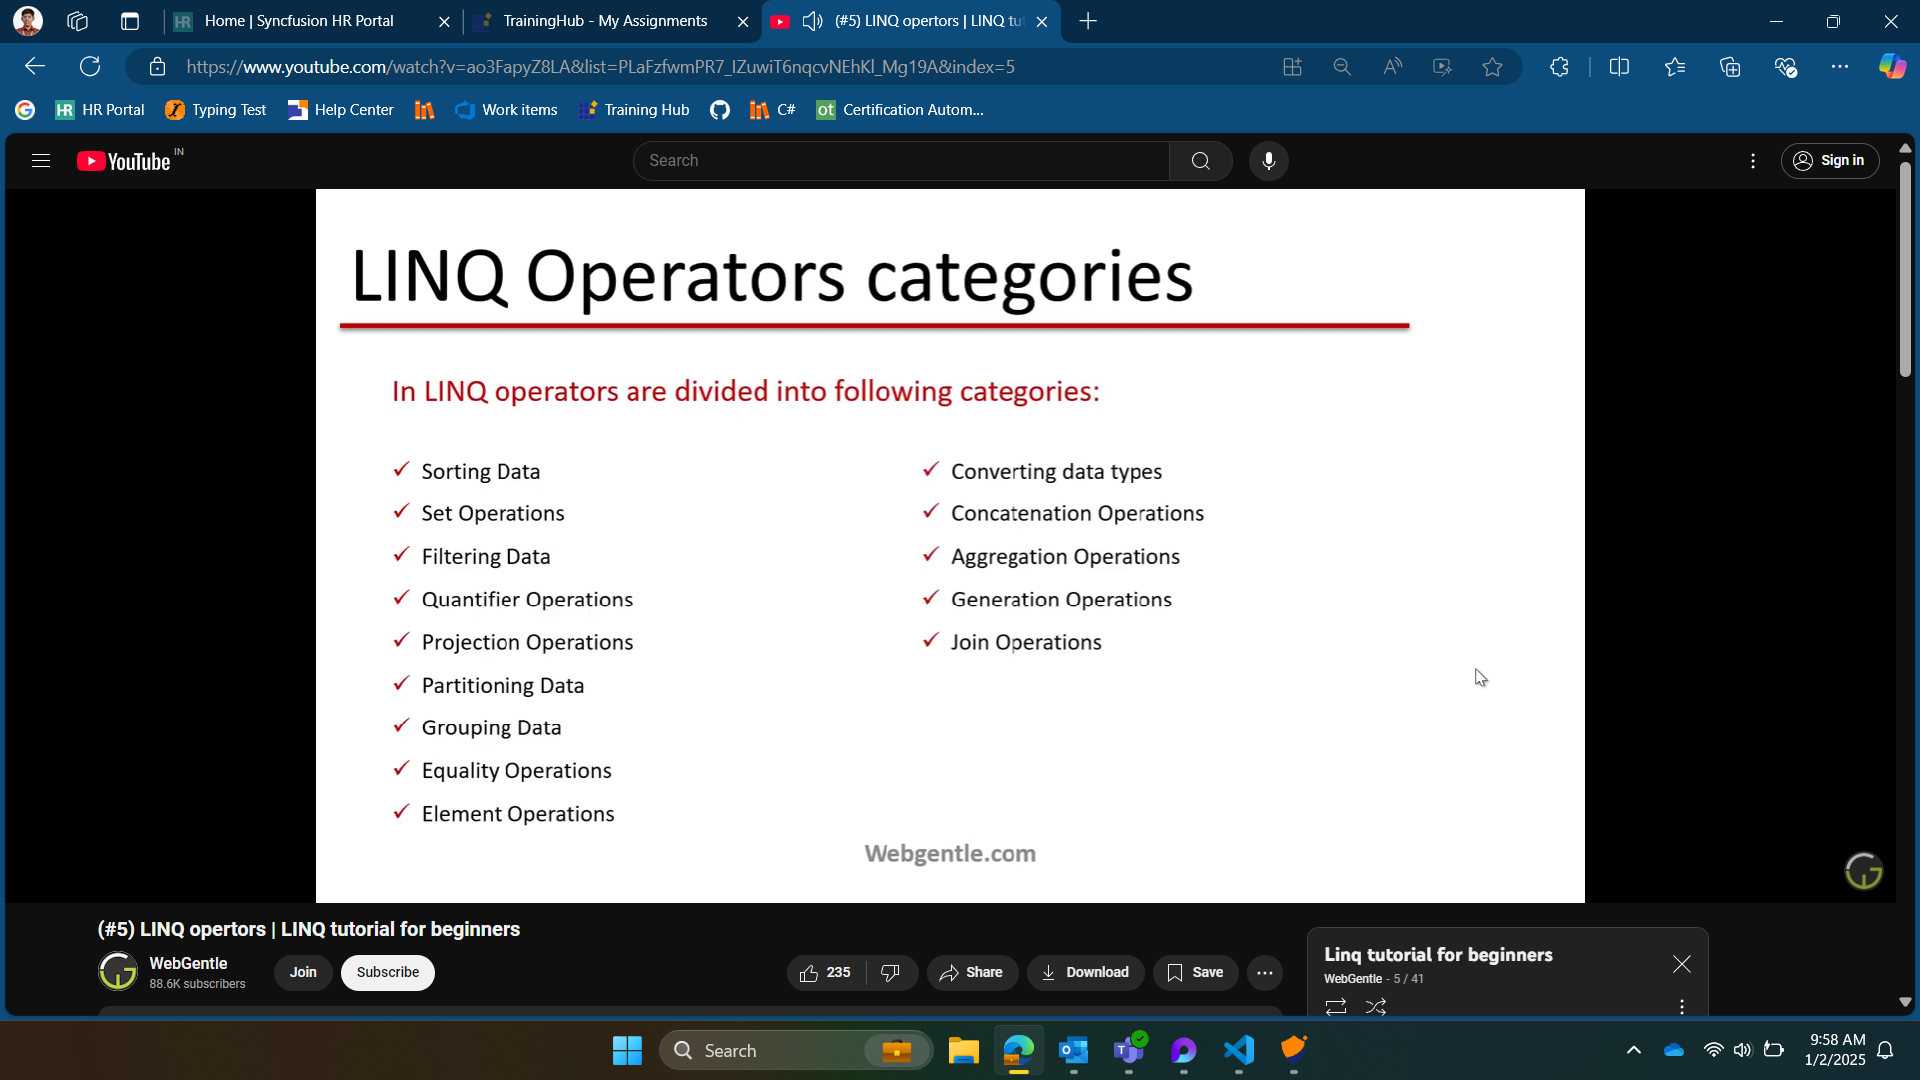 Home | Syncfusion HR Portal
TrainingHub - My Assignments
(#5) LINQ opertors | LINQ tut
https://www.youtube.com/watch?v=ao3FapyZ8LA&list=PLaFzfwmPR7_IZuwiT6nqcvNEhKl_Mg19A&index=5
HR Portal
Typing Test
Help Center
Work items
Training Hub
C#
ot Certification Autom...
YouTube IN
Search
Sign in
LINQ Operators categories
In LINQ operators are divided into following categories:
Sorting Data
Set Operations
Filtering Data
Quantifier Operations
Projection Operations
Partitioning Data
Grouping Data
Equality Operations
Element Operations
Converting data types
Concatenation Operations
Aggregation Operations
Generation Operations
Join Operations
Webgentle.com
(#5) LINQ opertors | LINQ tutorial for beginners
WebGentle
88.6K subscribers
Join
Subscribe
235
Share
Download
Save
Linq tutorial for beginners
WebGentle - 5 / 41
Search
9:58 AM
1/2/2025